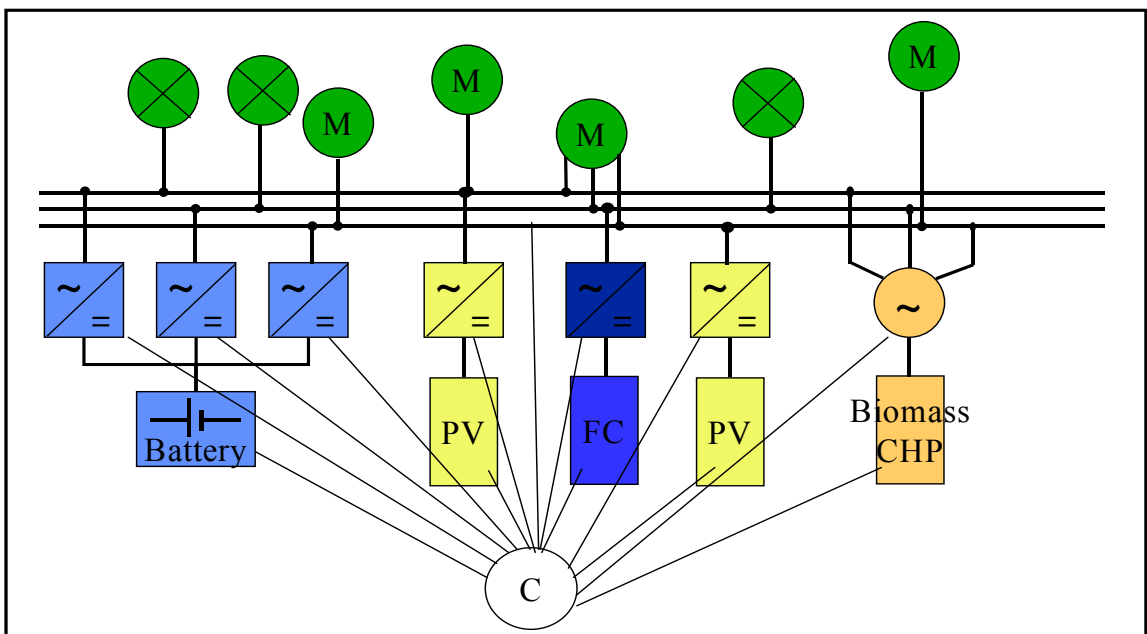 M
M
M
M
~
=
~
=
~
=
~
=
~
=
~
=
~
Battery
PV
FC
PV
Biomass
CHP
C